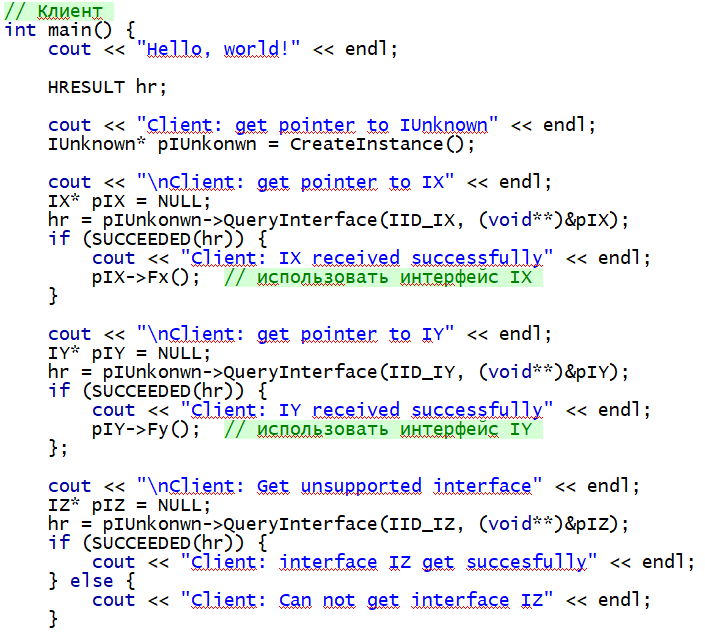 // Клиент
int main() {
    cout << "Hello, world!" << endl;

    HRESULT hr;

    cout << "Client: get pointer to IUnknown" << endl;
    IUnknown* pIUnkonwn = CreateInstance();

    cout << "\nClient: get pointer to IX" << endl;
    IX* pIX = NULL;
    hr = pIUnkonwn->QueryInterface(IID_IX, (void**)&pIX);
    if (SUCCEEDED(hr)) {
        cout << "Client: IX received successfully" << endl;
        pIX->Fx();  // использовать интерфейс IX
    }

    cout << "\nClient: get pointer to IY" << endl;
    IY* pIY = NULL;
    hr = pIUnkonwn->QueryInterface(IID_IY, (void**)&pIY);
    if (SUCCEEDED(hr)) {
        cout << "Client: IY received successfully" << endl;
        pIY->Fy();  // использовать интерфейс IY
    };

    cout << "\nClient: Get unsupported interface" << endl;
    IZ* pIZ = NULL;
    hr = pIUnkonwn->QueryInterface(IID_IZ, (void**)&pIZ);
    if (SUCCEEDED(hr)) {
        cout << "Client: interface IZ get succesfully" << endl;
    } else {
        cout << "Client: Can not get interface IZ" << endl;
    }